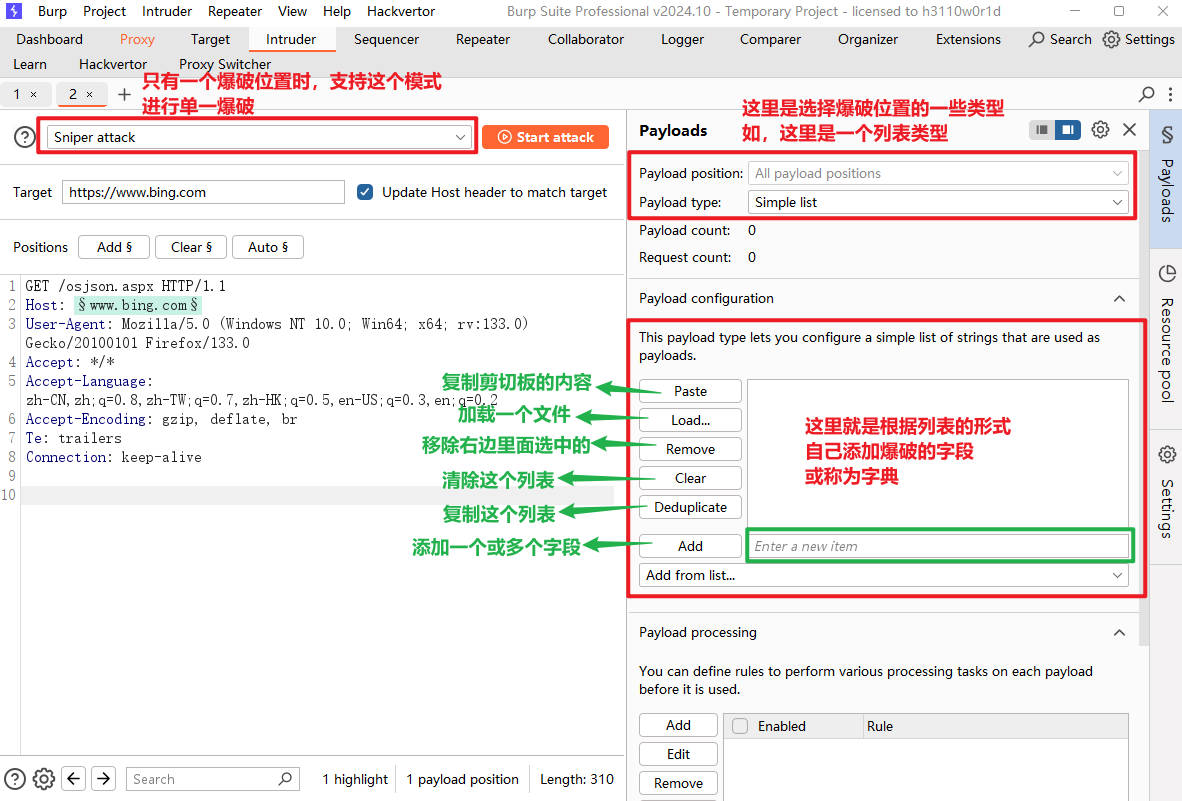 Burp Project Intruder Repeater View Help Hackvertor Burp Suite Professional v2024.10 - Temporary Project - licensed to h3110w0r1d
Dashboard Proxy Target Intruder Sequencer Repeater Collaborator Logger Comparer Organizer Extensions Search Settings
Learn Hackvertor Proxy Switcher
1 × 2 × +
只有一个爆破位置时，支持这个模式
进行单一爆破
这里是选择爆破位置的一些类型
如，这里是一个列表类型
Sniper attack Start attack
Target https://www.bing.com Update Host header to match target
Positions Add § Clear § Auto §
1 GET /osjson.aspx HTTP/1.1
2 Host: §www.bing.com§
3 User-Agent: Mozilla/5.0 (Windows NT 10.0; Win64; x64; rv:133.0)
Gecko/20100101 Firefox/133.0
4 Accept: */*
5 Accept-Language:
zh-CN,zh;q=0.8,zh-TW;q=0.7,zh-HK;q=0.5,en-US;q=0.3,en;q=0.2
6 Accept-Encoding: gzip, deflate, br
7 Te: trailers
8 Connection: keep-alive
9
10
复制剪切板的内容
加载一个文件
移除右边里面选中的
清除这个列表
复制这个列表
添加一个或多个字段
Search 1 highlight 1 payload position Length: 310
Payloads
Payload position: All payload positions
Payload type: Simple list
Payload count: 0
Request count: 0
Payload configuration
This payload type lets you configure a simple list of strings that are used as
payloads.
Paste
Load...
Remove
Clear
Deduplicate
Add Enter a new item
Add from list...
这里就是根据列表的形式
自己添加爆破的字段
或称为字典
Payload processing
You can define rules to perform various processing tasks on each payload
before it is used.
Add Enabled Rule
Edit
Remove
§ Payloads
Resource pool
Settings